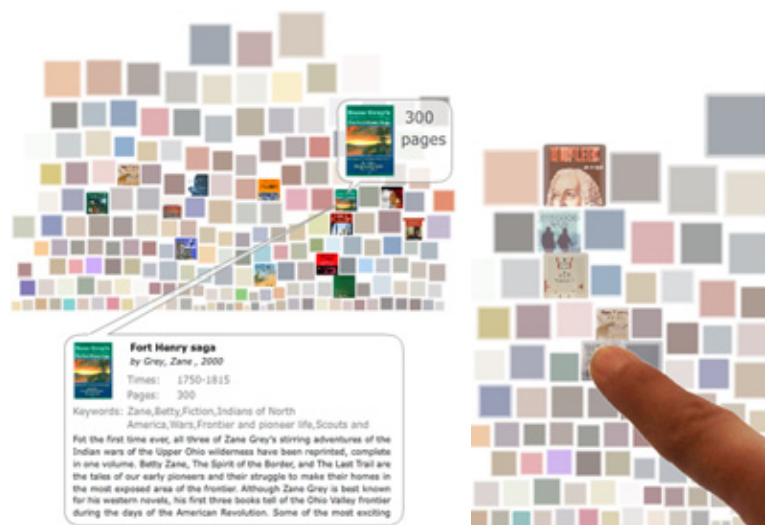 300
pages
Fort Henry saga
by Grey, Zane , 2000
Times: 1750-1815
Pages: 300
Keywords: Zane,Betty,Fiction,Indians of North
America,Wars,Frontier and pioneer life,Scouts and
Fot the first time ever, all three of Zane Grey's stirring adventures of the
Indian wars of the Upper Ohio wilderness have been reprinted, complete
in one volume. Betty Zane, The Spirit of the Border, and The Last Trail are
the tales of our early pioneers and their struggle to make their homes in
the most exposed area of the frontier. Although Zane Grey is best known
for his western novels, his first three books tell of the Ohio Valley frontier
during the days of the American Revolution. Some of the most exciting